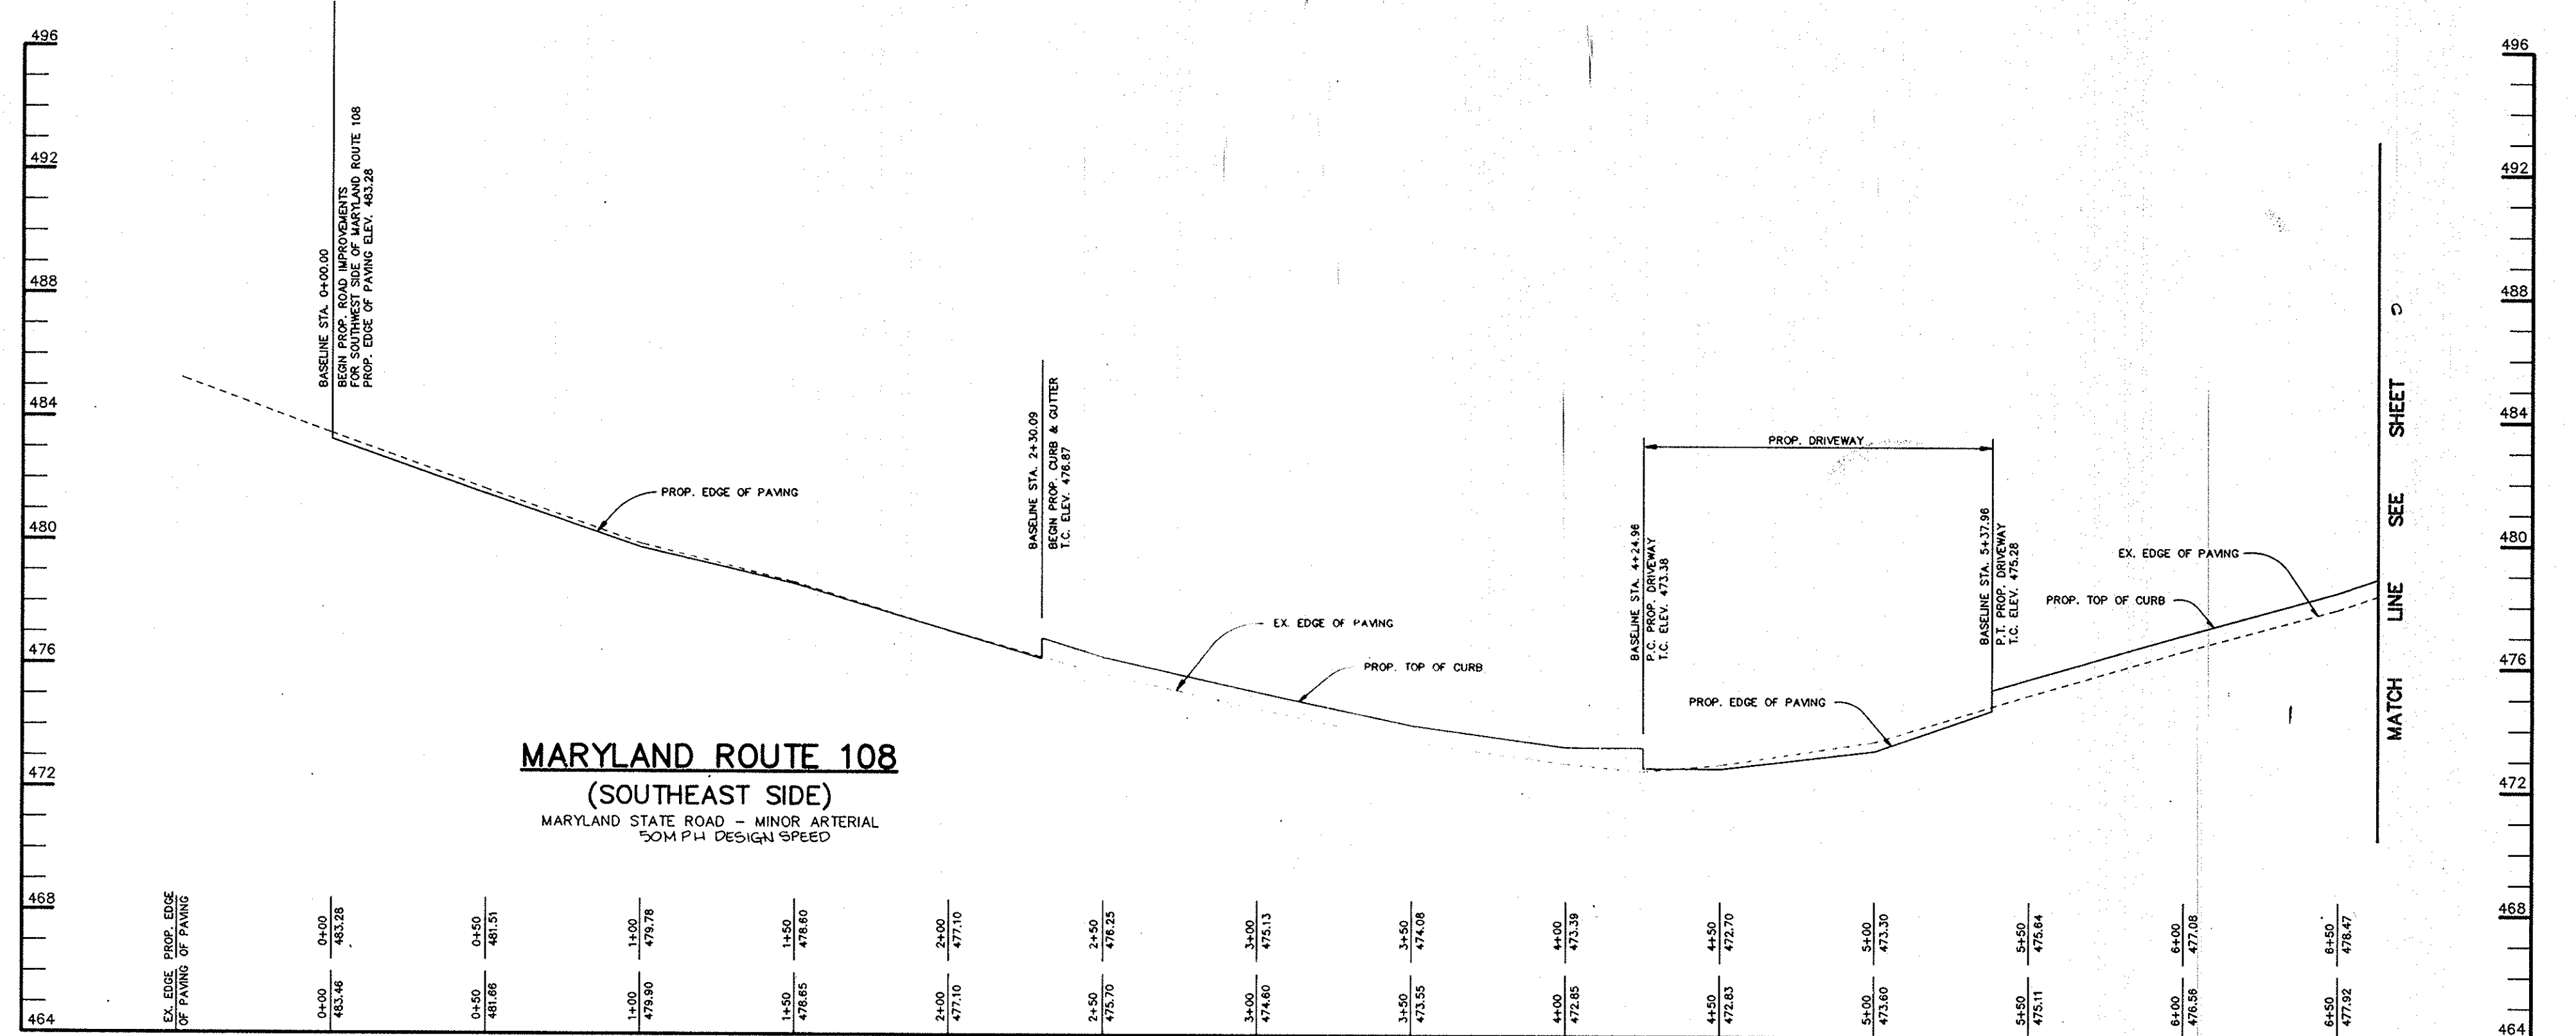 496
492
488
484
480
476
472
468
464
BASELINE STA. 0+00.00
BEGIN PROP. ROAD IMPROVEMENTS
FOR SOUTHWEST SIDE OF MARYLAND ROUTE 108
PROP. EDGE OF PAVING ELEV. 483.28
PROP. EDGE OF PAVING
BASELINE STA. 2+30.09
BEGIN PROP. CURB & GUTTER
T.C. ELEV. 476.87
EX. EDGE OF PAVING
PROP. TOP OF CURB
PROP. DRIVEWAY
BASELINE STA. 4+24.96
P.C. PROP. DRIVEWAY
T.C. ELEV. 473.38
PROP. EDGE OF PAVING
BASELINE STA. 5+37.96
P.T. PROP. DRIVEWAY
T.C. ELEV. 475.28
EX. EDGE OF PAVING
PROP. TOP OF CURB
MATCH LINE SEE SHEET
496
492
488
484
480
476
472
468
464
MARYLAND ROUTE 108
(SOUTHEAST SIDE)
MARYLAND STATE ROAD - MINOR ARTERIAL
50MPH DESIGN SPEED
PROP. EDGE
OF PAVING
0+00
483.28
0+50
481.51
1+00
479.78
1+50
478.60
2+00
477.10
2+50
476.25
3+00
475.13
3+50
474.08
4+00
473.39
4+50
472.70
5+00
473.30
5+50
475.64
6+00
477.08
6+50
478.47
EX. EDGE
OF PAVING
0+00
483.46
0+50
481.66
1+00
479.90
1+50
478.65
2+00
477.10
2+50
475.70
3+00
474.60
3+50
473.55
4+00
472.85
4+50
472.83
5+00
473.60
5+50
475.11
6+00
476.56
6+50
477.92